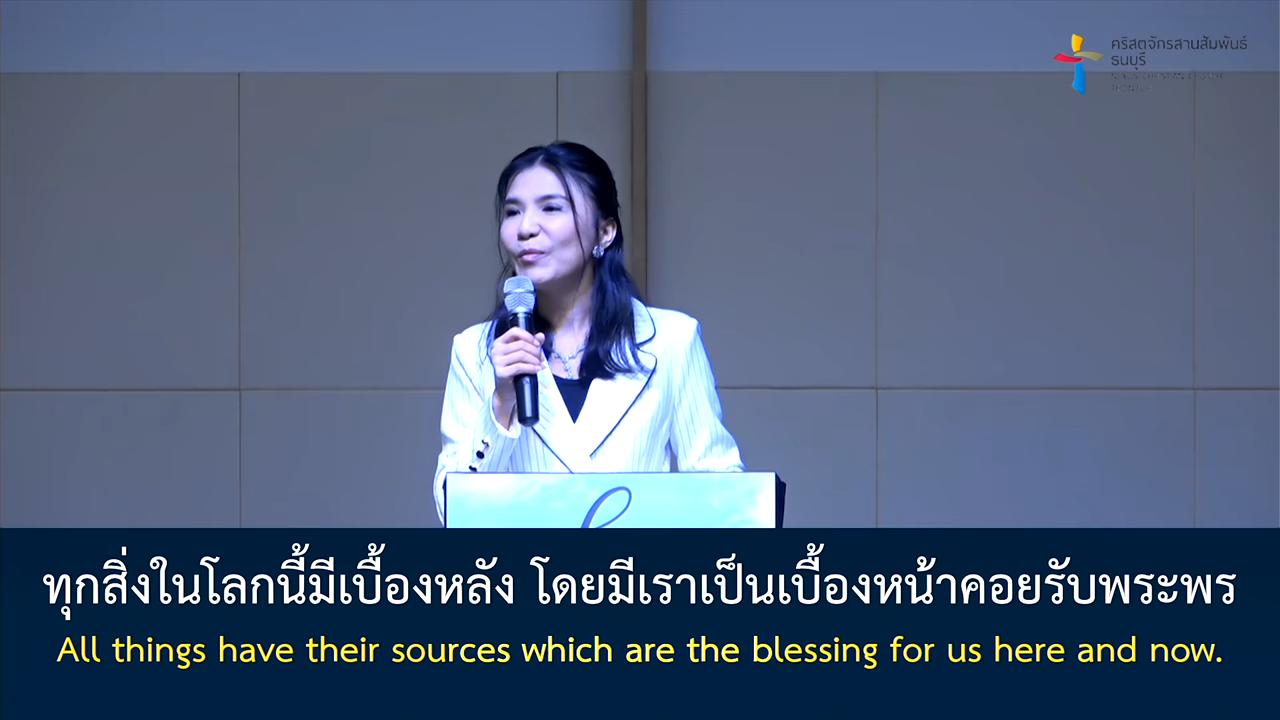 คริสตจักรสานสัมพันธ์
ธนบุรี
ทุกสิ่งในโลกนี้มีเบื้องหลัง โดยมีเราเป็นเบื้องหน้าคอยรับพระพร
All things have their sources which are the blessing for us here and now.